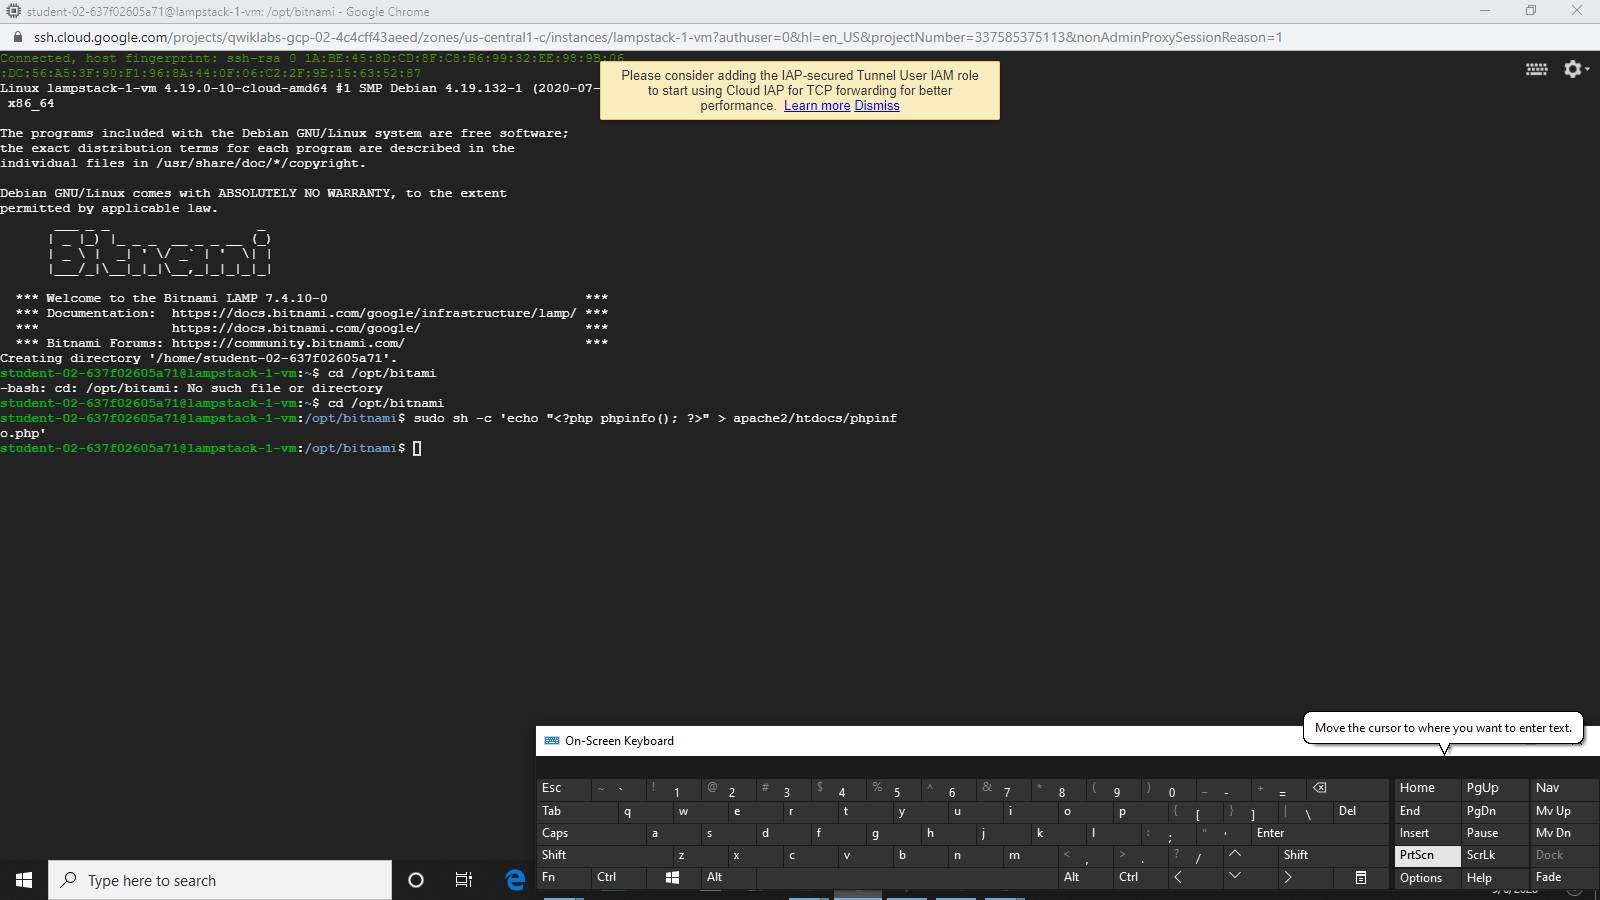 student-02-637f02605a71@lampstack-1-vm: /opt/bitnami - Google Chrome
ssh.cloud.google.com/projects/qwiklabs-gcp-02-4c4cff43aeed/zones/us-central1-c/instances/lampstack-1-vm?authuser=0&hl=en_US&projectNumber=337585375113&nonAdminProxySessionReason=1
Connected, host fingerprint: ssh-rsa 0 1A:BE:45:8D:CD:8F:C8:B6:99:32:EE:98:9B:06
:DC:56:A5:3F:90:F1:96:8A:44:0F:06:C2:2F:9E:15:63:52:87
Linux lampstack-1-vm 4.19.0-10-cloud-amd64 #1 SMP Debian 4.19.132-1 (2020-07-
x86_64
Please consider adding the IAP-secured Tunnel User IAM role
to start using Cloud IAP for TCP forwarding for better
performance. Learn more Dismiss
The programs included with the Debian GNU/Linux system are free software;
the exact distribution terms for each program are described in the
individual files in /usr/share/doc/*/copyright.
Debian GNU/Linux comes with ABSOLUTELY NO WARRANTY, to the extent
permitted by applicable law.
Bitnami
*** Welcome to the Bitnami LAMP 7.4.10-0 ***
*** Documentation: https://docs.bitnami.com/google/infrastructure/lamp/ ***
*** https://docs.bitnami.com/google/ ***
*** Bitnami Forums: https://community.bitnami.com/ ***
Creating directory '/home/student-02-637f02605a71'.
student-02-637f02605a71@lampstack-1-vm:~$ cd /opt/bitami
-bash: cd: /opt/bitami: No such file or directory
student-02-637f02605a71@lampstack-1-vm:~$ cd /opt/bitnami
student-02-637f02605a71@lampstack-1-vm:/opt/bitnami$ sudo sh -c 'echo "<?php phpinfo(); ?>" > apache2/htdocs/phpinf
o.php'
student-02-637f02605a71@lampstack-1-vm:/opt/bitnami$
Move the cursor to where you want to enter text.
On-Screen Keyboard
Esc ~ ` ! 1 @ 2 # 3 $ 4 % 5 ^ 6 & 7 * 8 ( 9 ) 0 _ - + = Home PgUp Nav
Tab q w e r t y u i o p { [ } ] | \ Del End PgDn Mv Up
Caps a s d f g h j k l : ; " ' Enter Insert Pause Mv Dn
Shift z x c v b n m < , > . ? / Shift PrtScn ScrLk Dock
Fn Ctrl Alt Alt Ctrl Options Help Fade
Type here to search